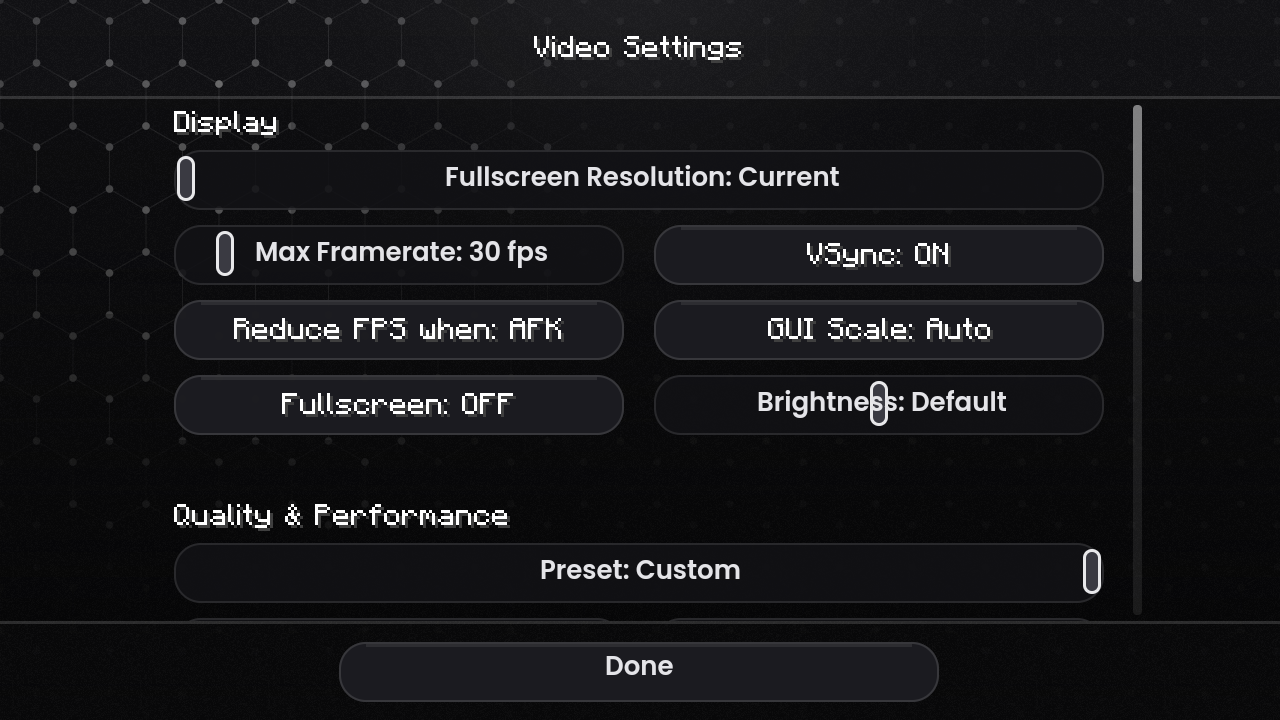 Video Settings
Display
Fullscreen Resolution: Current
Max Framerate: 30 fps
VSync: ON
Reduce FPS when: AFK
GUI Scale: Auto
Fullscreen: OFF
Brightness: Default
Quality & Performance
Preset: Custom
Done